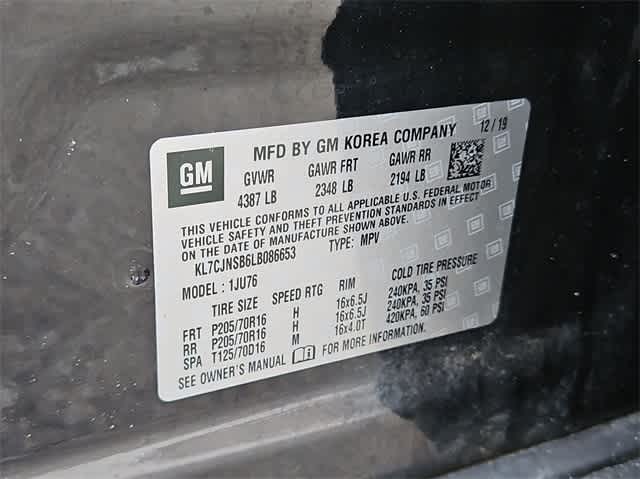 GM
MFD BY GM KOREA COMPANY 12/19
GVWR GAWR FRT GAWR RR
4387 LB 2348 LB 2194 LB
THIS VEHICLE CONFORMS TO ALL APPLICABLE U.S. FEDERAL MOTOR
VEHICLE SAFETY AND THEFT PREVENTION STANDARDS IN EFFECT
ON THE DATE OF MANUFACTURE SHOWN ABOVE.
KL7CJNSB6LB086653 TYPE: MPV
MODEL: 1JU76
TIRE SIZE SPEED RTG RIM COLD TIRE PRESSURE
FRT P205/70R16 H 16x6.5J 240KPA, 35 PSI
RR P205/70R16 H 16x6.5J 240KPA, 35 PSI
SPA T125/70D16 M 16x4.0T 420KPA, 60 PSI
SEE OWNER'S MANUAL FOR MORE INFORMATION.